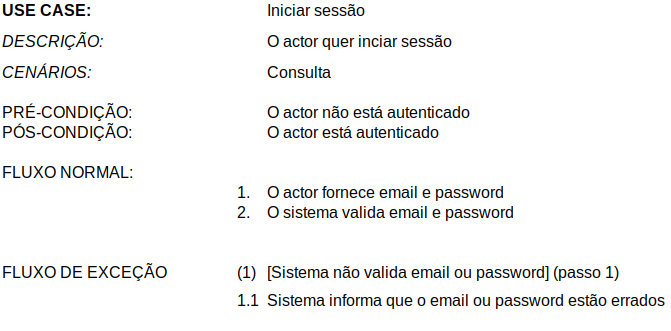 USE CASE: Iniciar sessão
DESCRIÇÃO: O actor quer inciar sessão
CENÁRIOS: Consulta
PRÉ-CONDIÇÃO: O actor não está autenticado
PÓS-CONDIÇÃO: O actor está autenticado
FLUXO NORMAL:
1. O actor fornece email e password
2. O sistema valida email e password
FLUXO DE EXCEÇÃO (1) [Sistema não valida email ou password] (passo 1)
1.1 Sistema informa que o email ou password estão errados